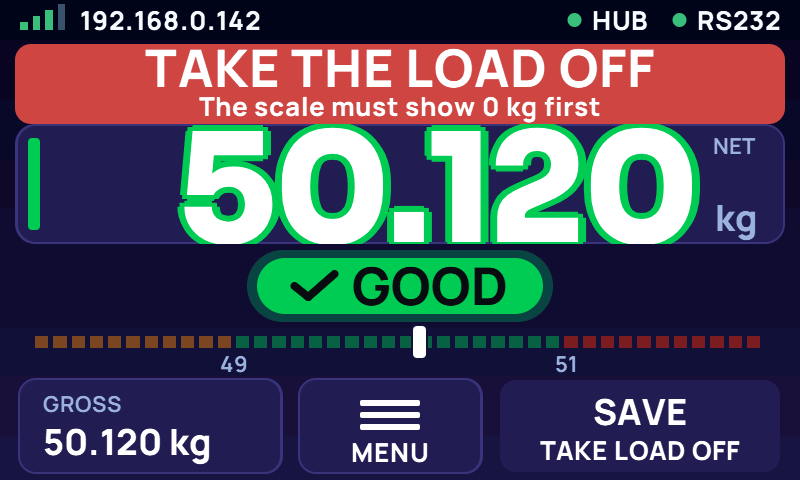 192.168.0.142
HUB
RS232
TAKE THE LOAD OFF
The scale must show 0 kg first
50.120
NET
kg
GOOD
49
51
GROSS
50.120 kg
MENU
SAVE
TAKE LOAD OFF